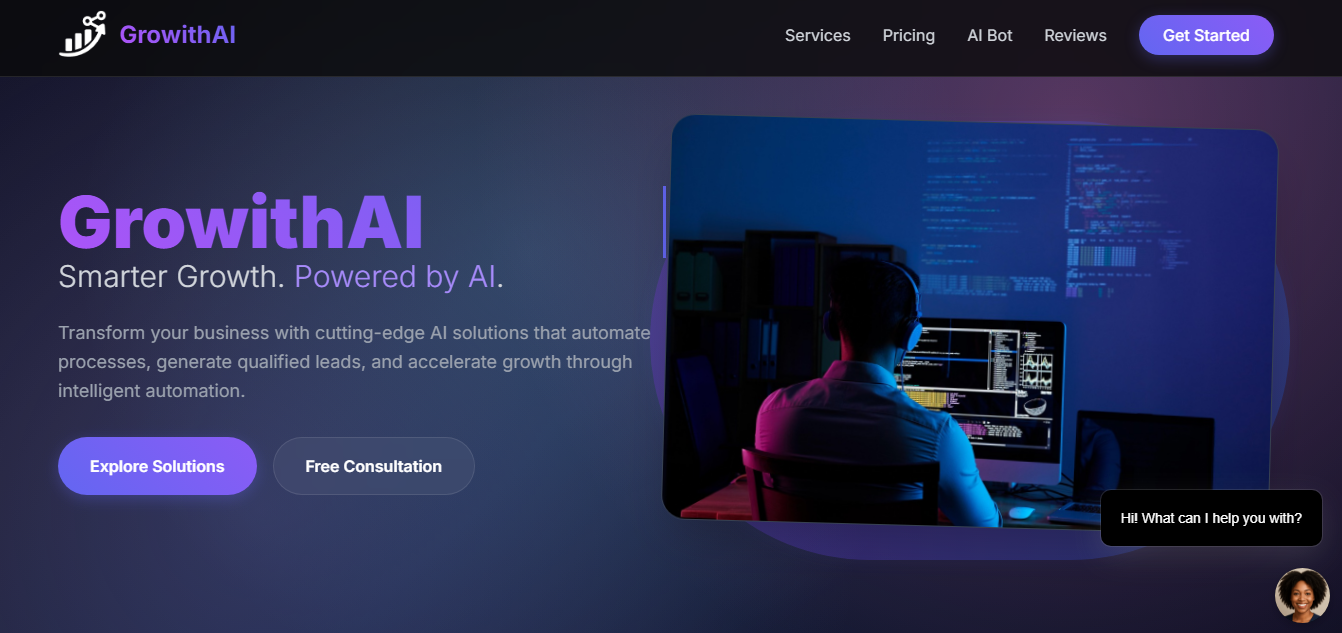 GrowithAI
Services
Pricing
AI Bot
Reviews
Get Started
GrowithAI
Smarter Growth. Powered by AI.
Transform your business with cutting-edge AI solutions that automate
processes, generate qualified leads, and accelerate growth through
intelligent automation.
Explore Solutions
Free Consultation
Hi! What can I help you with?